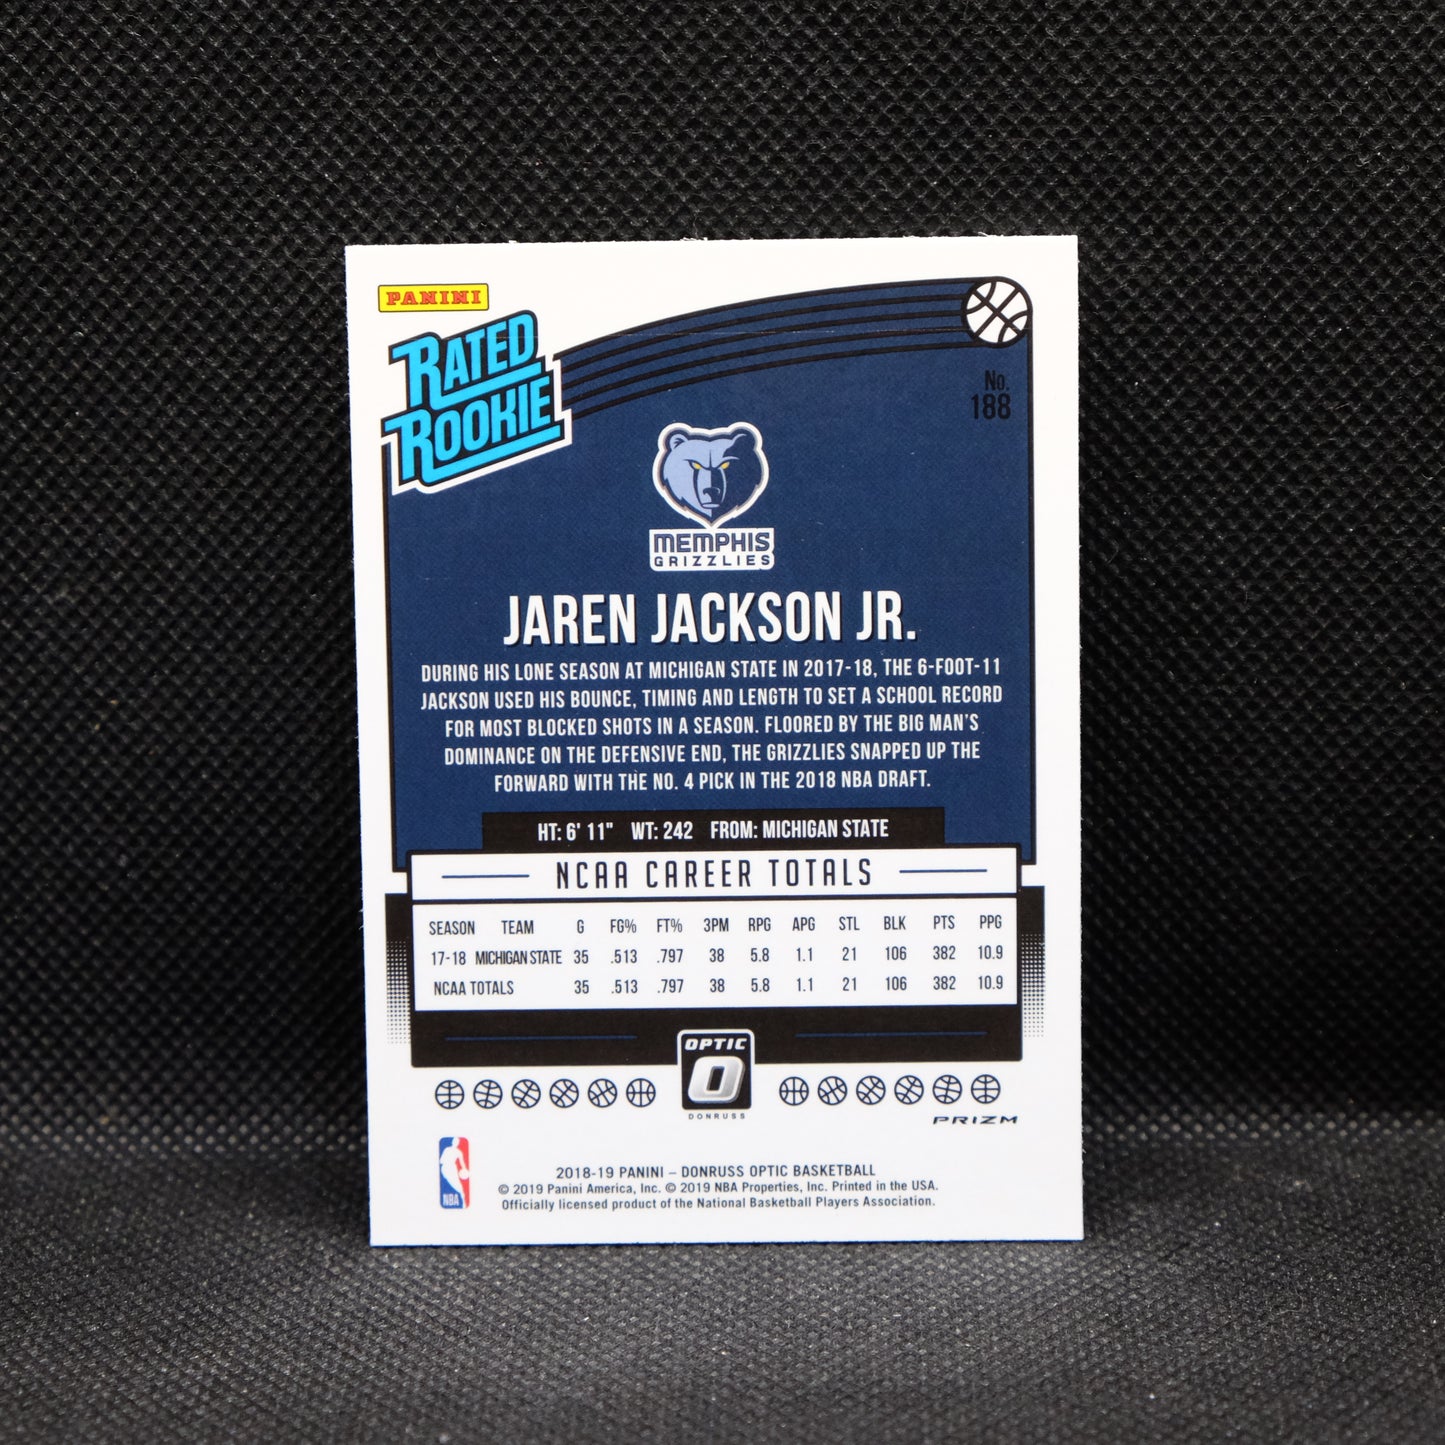 PANINI
RATED
ROOKIE
No.
188
MEMPHIS
GRIZZLIES
JAREN JACKSON JR.
DURING HIS LONE SEASON AT MICHIGAN STATE IN 2017-18, THE 6-FOOT-11
JACKSON USED HIS BOUNCE, TIMING AND LENGTH TO SET A SCHOOL RECORD
FOR MOST BLOCKED SHOTS IN A SEASON. FLOORED BY THE BIG MAN'S
DOMINANCE ON THE DEFENSIVE END, THE GRIZZLIES SNAPPED UP THE
FORWARD WITH THE NO. 4 PICK IN THE 2018 NBA DRAFT.
HT: 6' 11" WT: 242 FROM: MICHIGAN STATE
NCAA CAREER TOTALS
SEASON TEAM G FG% FT% 3PM RPG APG STL BLK PTS PPG
17-18 MICHIGAN STATE 35 .513 .797 38 5.8 1.1 21 106 382 10.9
NCAA TOTALS 35 .513 .797 38 5.8 1.1 21 106 382 10.9
OPTIC
O
DONRUSS
PRIZM
NBA
2018-19 PANINI – DONRUSS OPTIC BASKETBALL
© 2019 Panini America, Inc. © 2019 NBA Properties, Inc. Printed in the USA.
Officially licensed product of the National Basketball Players Association.